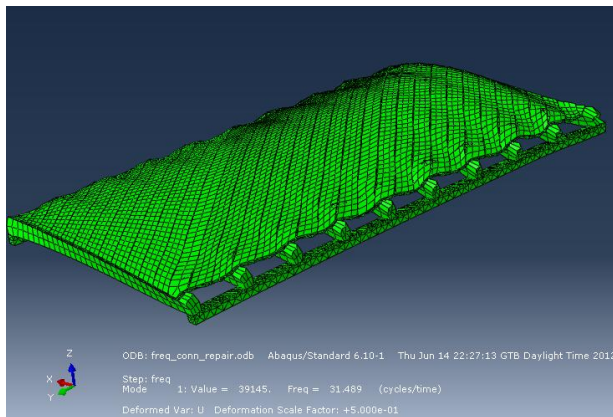 Z
X
Y
ODB: freq_conn_repair.odb Abaqus/Standard 6.10-1 Thu Jun 14 22:27:13 GTB Daylight Time 2012
Step: freq
Mode 1: Value = 39145. Freq = 31.489 (cycles/time)
Deformed Var: U Deformation Scale Factor: +5.000e-01